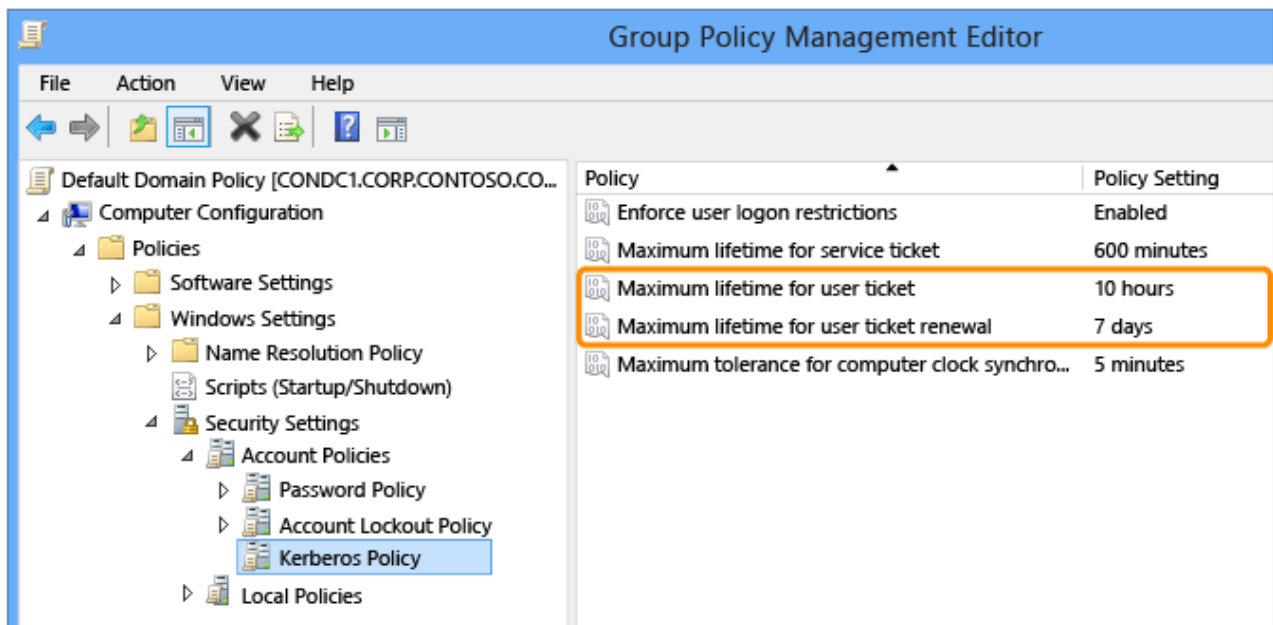 Group Policy Management Editor
File Action View Help
Default Domain Policy [CONDC1.CORP.CONTOSO.CO...
Computer Configuration
Policies
Software Settings
Windows Settings
Name Resolution Policy
Scripts (Startup/Shutdown)
Security Settings
Account Policies
Password Policy
Account Lockout Policy
Kerberos Policy
Local Policies
Policy Policy Setting
Enforce user logon restrictions Enabled
Maximum lifetime for service ticket 600 minutes
Maximum lifetime for user ticket 10 hours
Maximum lifetime for user ticket renewal 7 days
Maximum tolerance for computer clock synchro... 5 minutes